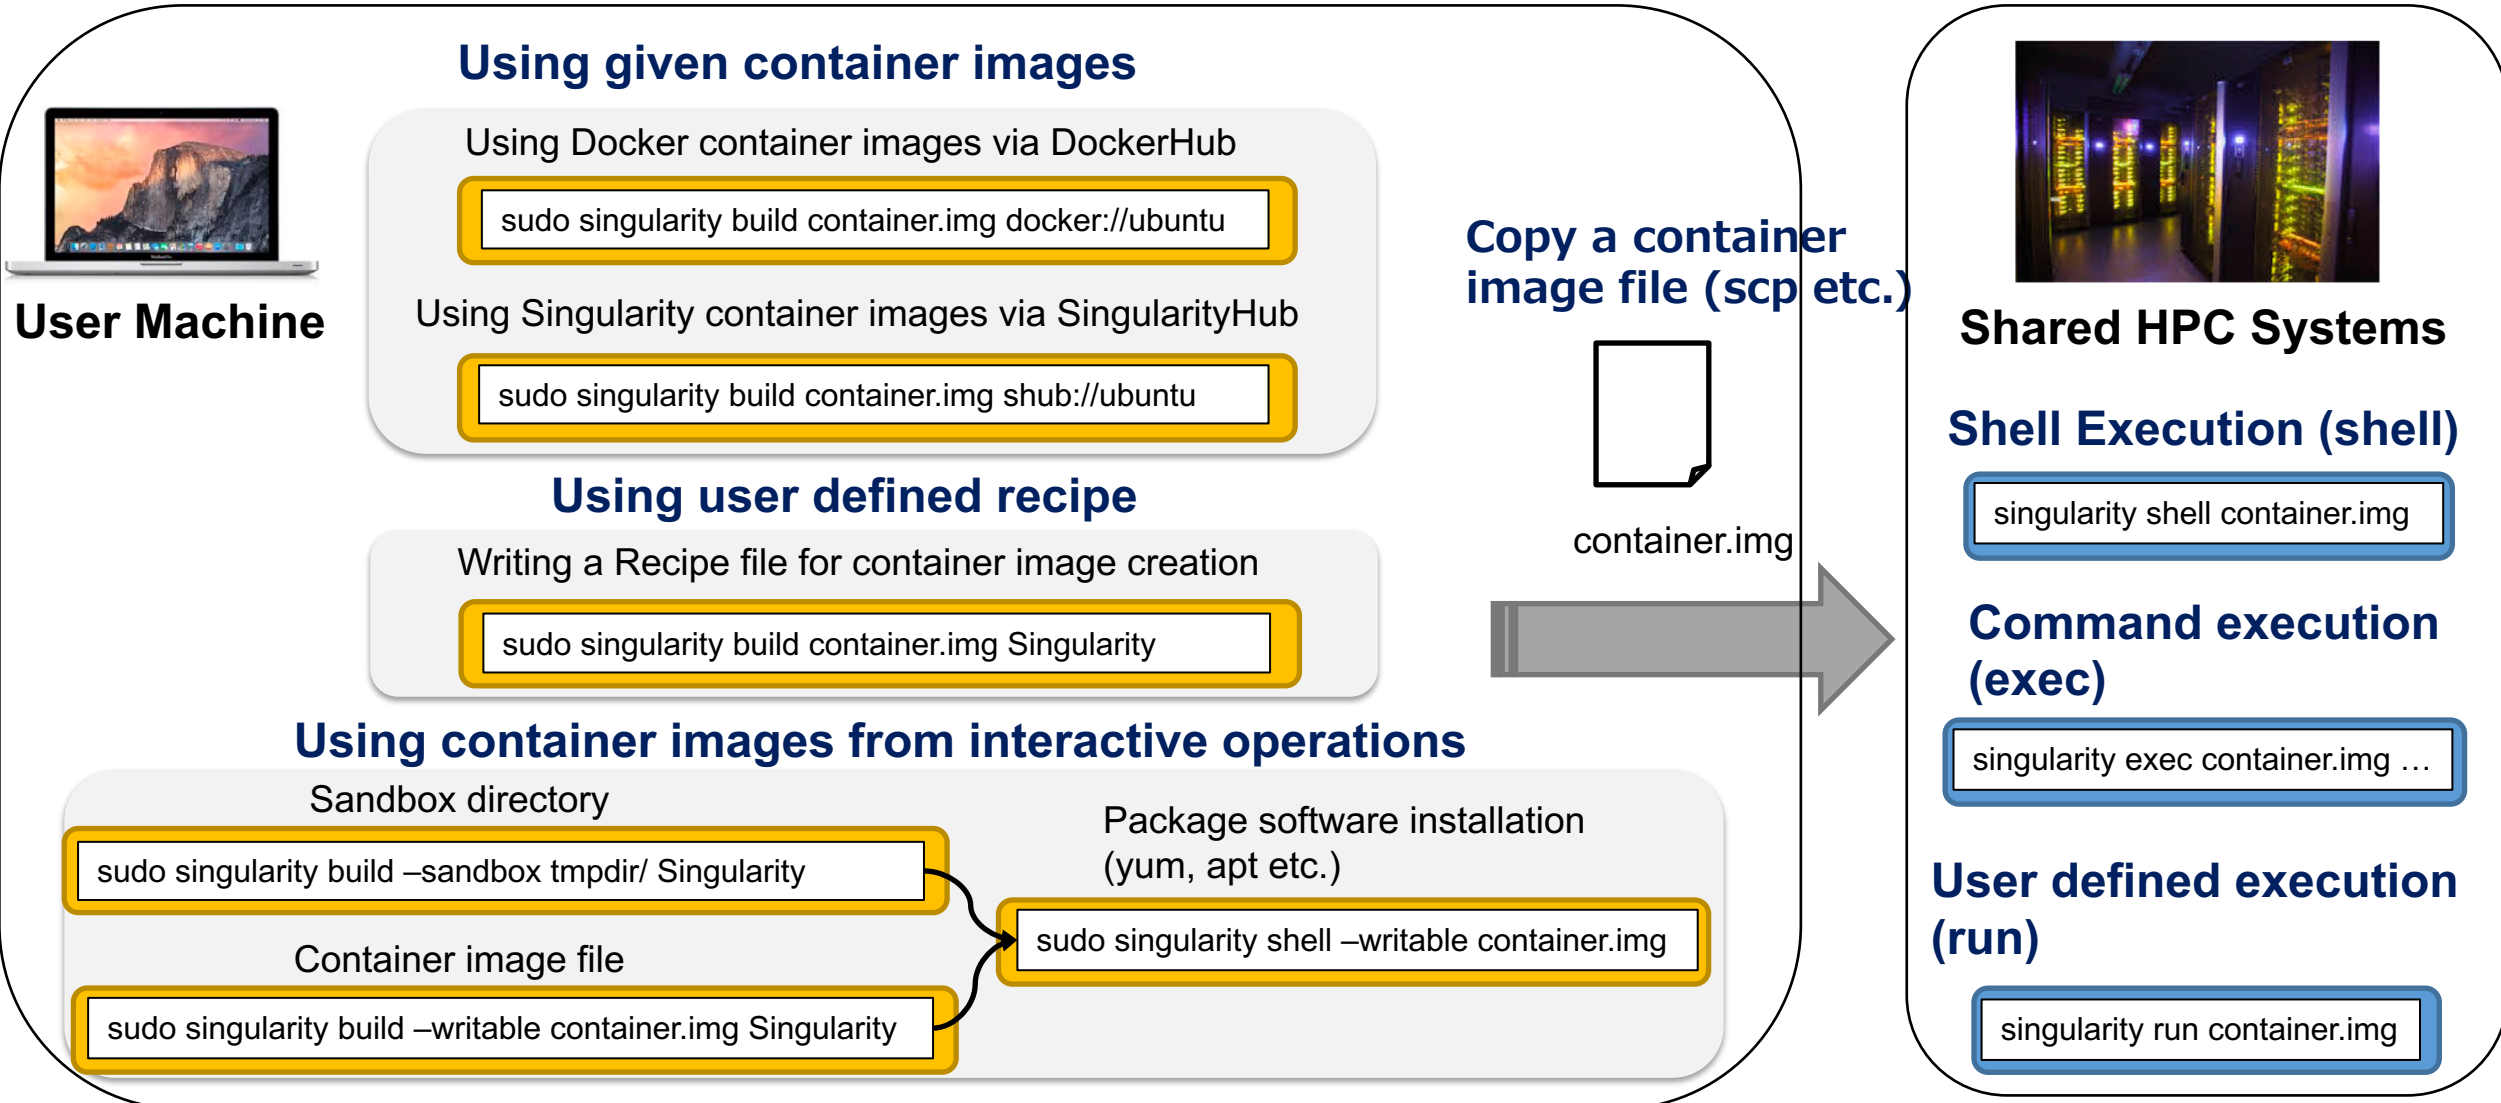 Using given container images
Using Docker container images via DockerHub
sudo singularity build container.img docker://ubuntu
Using Singularity container images via SingularityHub
sudo singularity build container.img shub://ubuntu
User Machine
Using user defined recipe
Writing a Recipe file for container image creation
sudo singularity build container.img Singularity
Using container images from interactive operations
Sandbox directory
sudo singularity build –sandbox tmpdir/ Singularity
Container image file
sudo singularity build –writable container.img Singularity
Package software installation
(yum, apt etc.)
sudo singularity shell –writable container.img
Copy a container
image file (scp etc.)
container.img
Shared HPC Systems
Shell Execution (shell)
singularity shell container.img
Command execution
(exec)
singularity exec container.img …
User defined execution
(run)
singularity run container.img